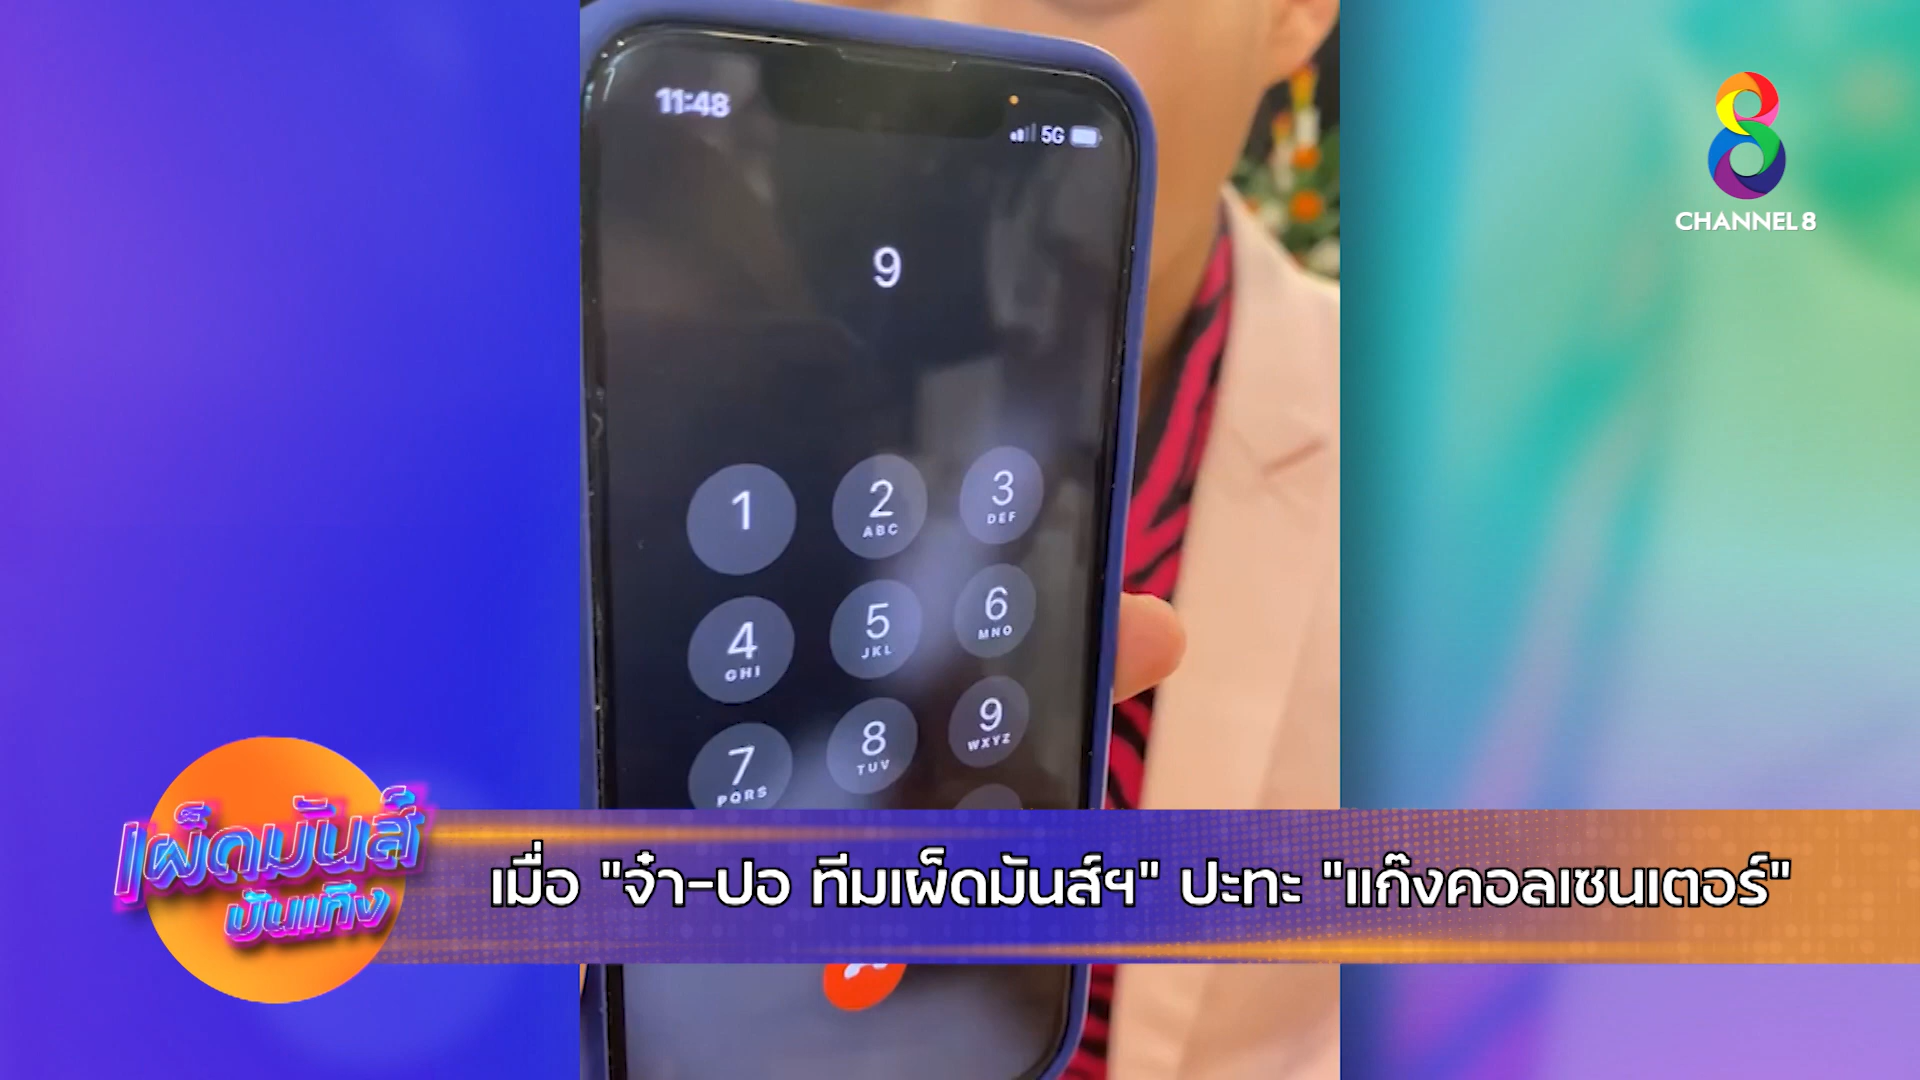 11:48
5G
8
CHANNEL 8
9
1
2
ABC
3
DEF
4
GHI
5
JKL
6
MNO
7
PQRS
8
TUV
9
WXYZ
เผ็ดมันส์
บันเทิง
เมื่อ "จ๋า-ปอ ทีมเผ็ดมันส์ฯ" ปะทะ "แก๊งคอลเซนเตอร์"